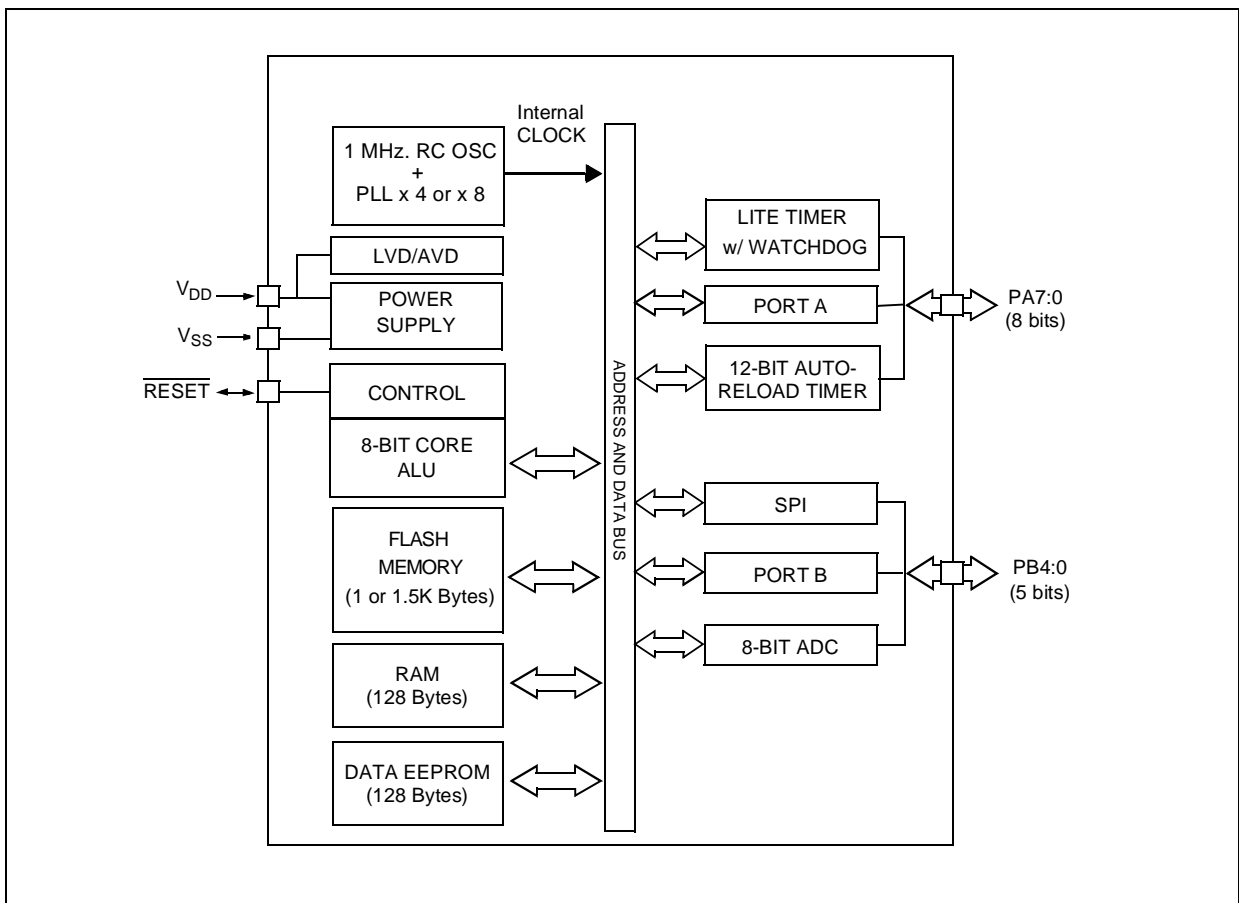 Internal
CLOCK
1 MHz. RC OSC
+
PLL x 4 or x 8
LVD/AVD
VDD
POWER
SUPPLY
VSS
RESET
CONTROL
8-BIT CORE
ALU
FLASH
MEMORY
(1 or 1.5K Bytes)
RAM
(128 Bytes)
DATA EEPROM
(128 Bytes)
ADDRESS AND DATA BUS
LITE TIMER
w/ WATCHDOG
PORT A
12-BIT AUTO-
RELOAD TIMER
PA7:0
(8 bits)
SPI
PORT B
8-BIT ADC
PB4:0
(5 bits)